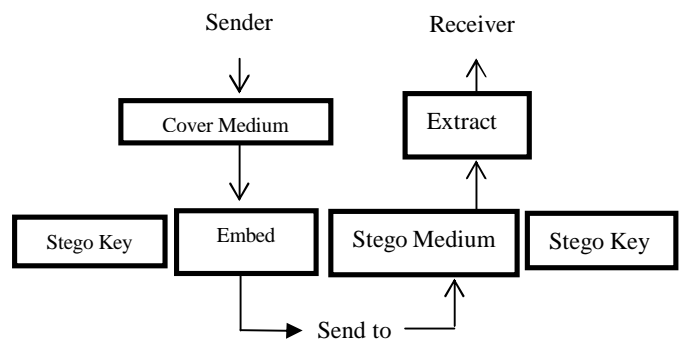 Sender
Receiver
Cover Medium
Extract
Stego Key
Embed
Stego Medium
Stego Key
Send to